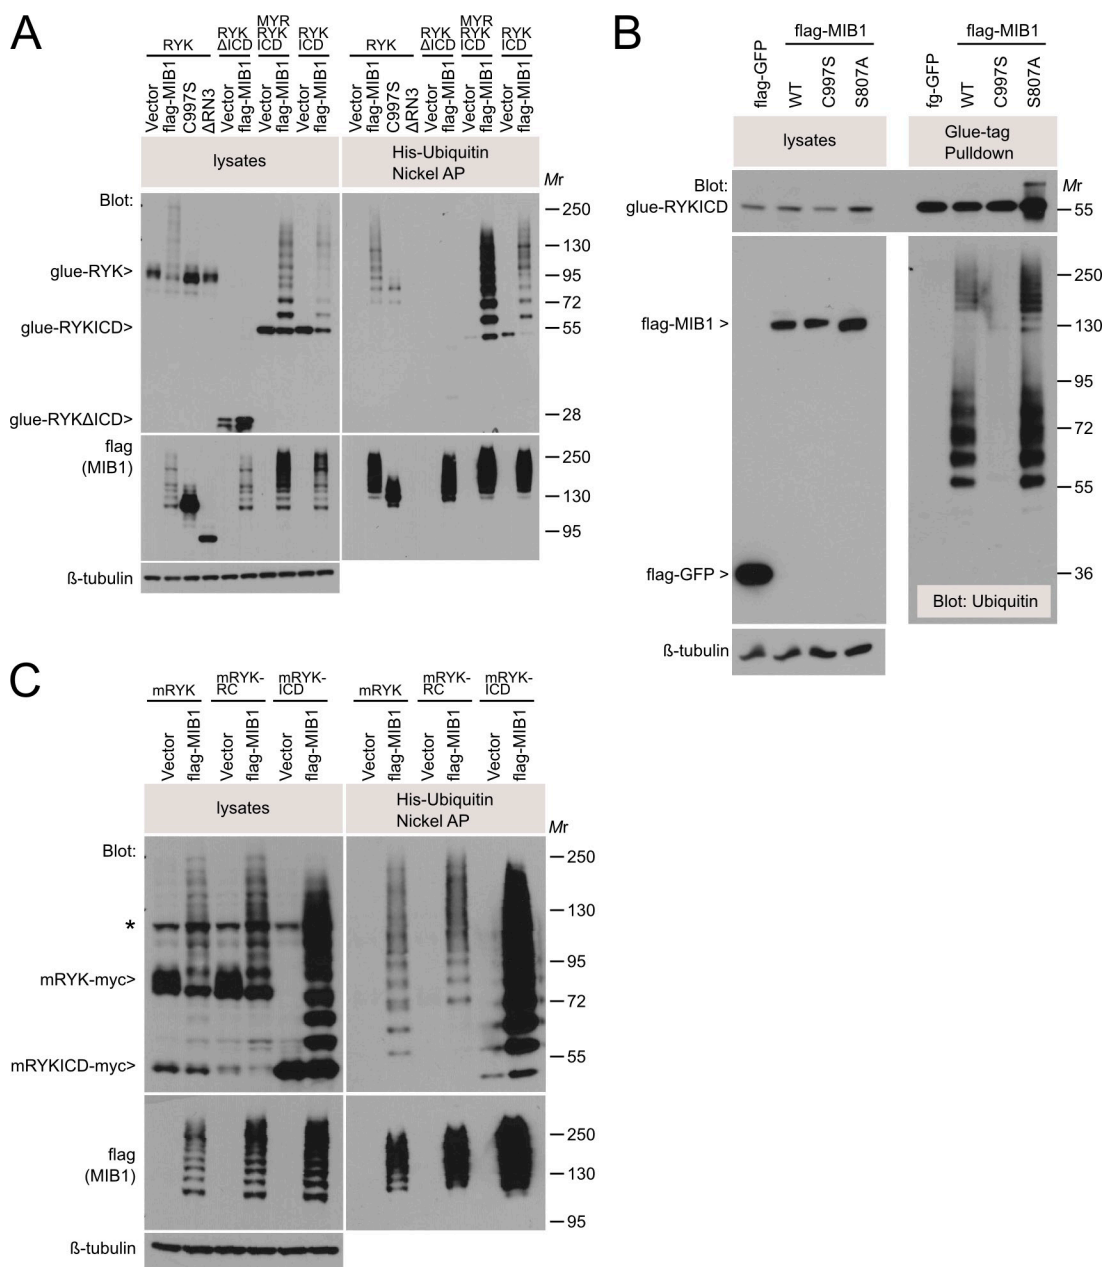 A
RYK
RYK
ΔICD
MYR
RYK
ICD
RYK
ICD
RYK
RYK
ΔICD
MYR
RYK
ICD
RYK
ICD
Vector
flag-MIB1
C997S
ΔRN3
Vector
flag-MIB1
Vector
flag-MIB1
Vector
flag-MIB1
Vector
flag-MIB1
C997S
ΔRN3
Vector
flag-MIB1
Vector
flag-MIB1
Vector
flag-MIB1
lysates
His-Ubiquitin
Nickel AP
Mr
Blot:
250
130
glue-RYK>
95
72
glue-RYKICD>
55
glue-RYKΔICD>
28
flag
(MIB1)
250
130
95
ß-tubulin
B
flag-MIB1
flag-MIB1
flag-GFP
WT
C997S
S807A
fg-GFP
WT
C997S
S807A
lysates
Glue-tag
Pulldown
Blot:
Mr
glue-RYKICD
55
250
flag-MIB1 >
130
95
72
55
flag-GFP >
36
Blot: Ubiquitin
ß-tubulin
C
mRYK
mRYK-
RC
mRYK-
ICD
mRYK
mRYK-
RC
mRYK-
ICD
Vector
flag-MIB1
Vector
flag-MIB1
Vector
flag-MIB1
Vector
flag-MIB1
Vector
flag-MIB1
Vector
flag-MIB1
lysates
His-Ubiquitin
Nickel AP
Mr
Blot:
250
*
130
95
mRYK-myc>
72
mRYKICD-myc>
55
flag
(MIB1)
250
130
95
ß-tubulin